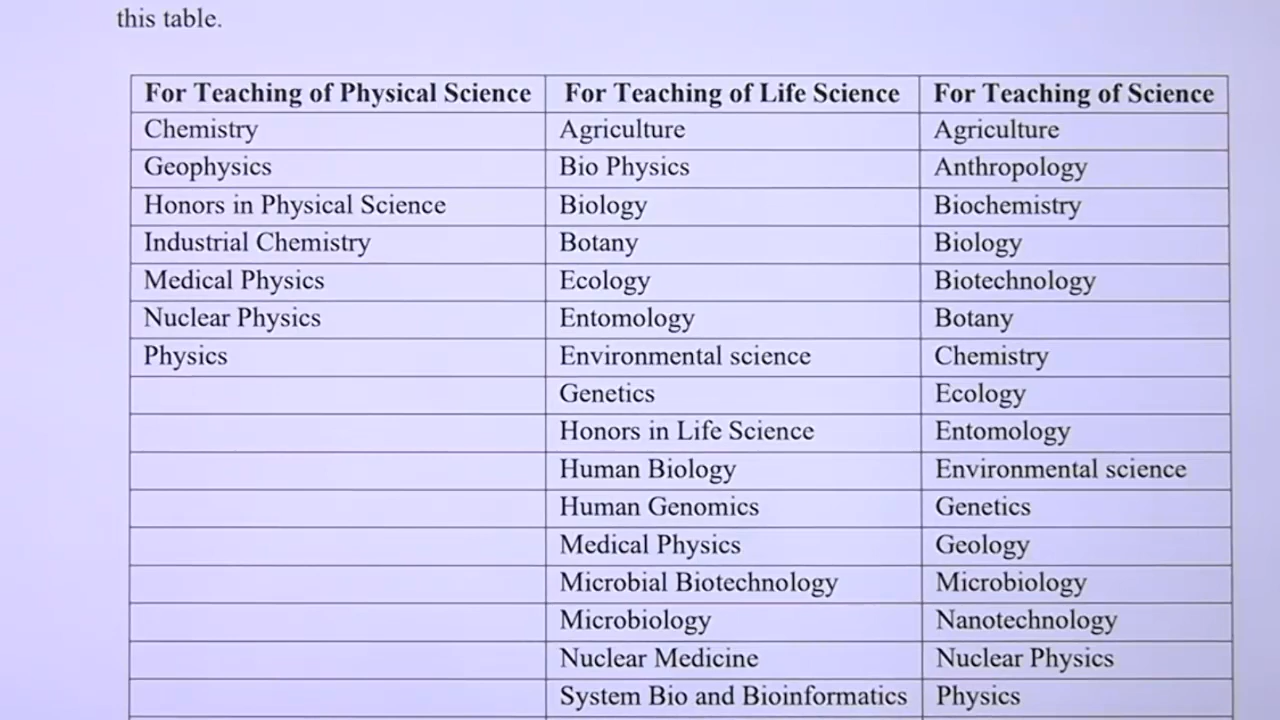 this table.
For Teaching of Physical Science For Teaching of Life Science For Teaching of Science
Chemistry Agriculture Agriculture
Geophysics Bio Physics Anthropology
Honors in Physical Science Biology Biochemistry
Industrial Chemistry Botany Biology
Medical Physics Ecology Biotechnology
Nuclear Physics Entomology Botany
Physics Environmental science Chemistry
Genetics Ecology
Honors in Life Science Entomology
Human Biology Environmental science
Human Genomics Genetics
Medical Physics Geology
Microbial Biotechnology Microbiology
Microbiology Nanotechnology
Nuclear Medicine Nuclear Physics
System Bio and Bioinformatics Physics